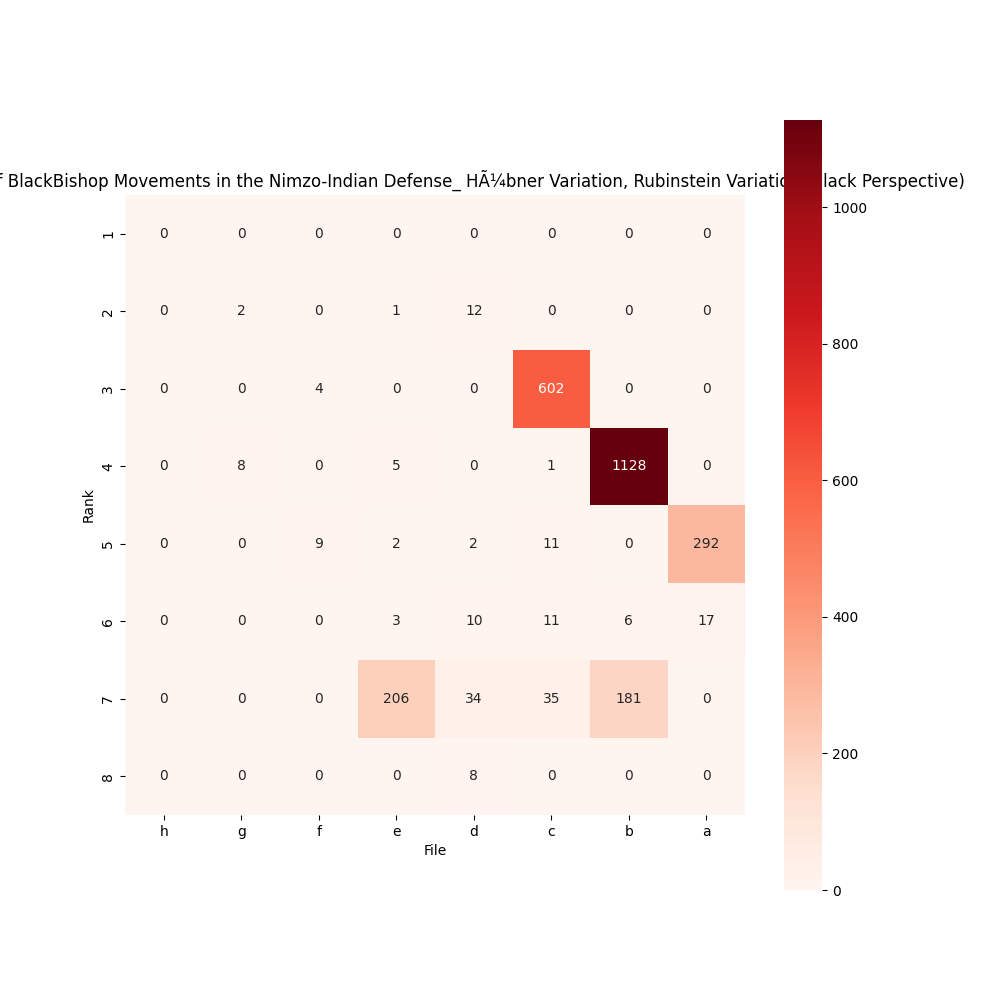 f BlackBishop Movements in the Nimzo-Indian Defense_ HÃ¼bner Variation, Rubinstein Variatio lack Perspective)
1000
1 0 0 0 0 0 0 0 0
800
2 0 2 0 1 12 0 0 0
3 0 0 4 0 0 602 0 0
600
4 0 8 0 5 0 1 1128 0
Rank
5 0 0 9 2 2 11 0 292
400
6 0 0 0 3 10 11 6 17
7 0 0 0 206 34 35 181 0
200
8 0 0 0 0 8 0 0 0
h g f e d c b a
File
0